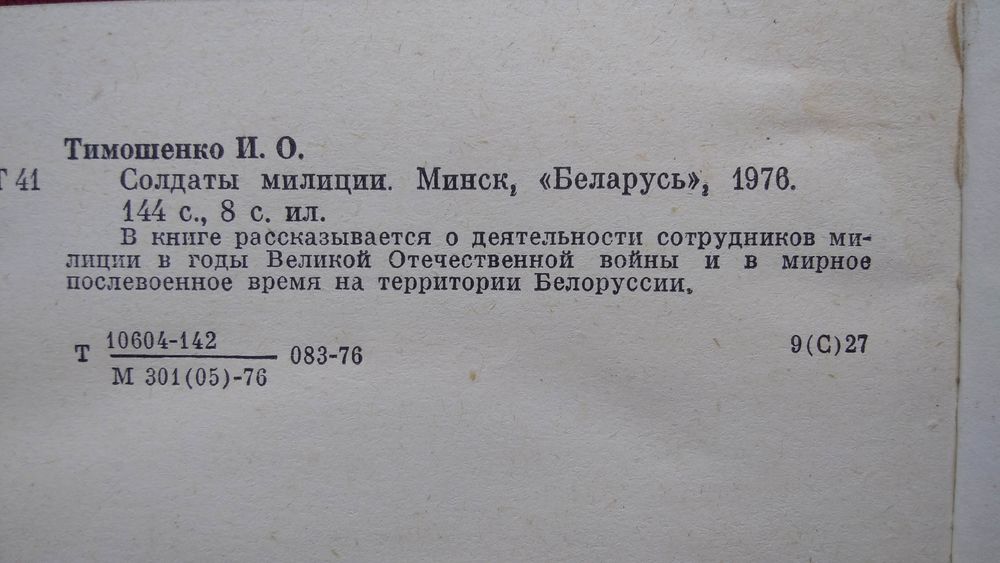 Тимошенко И. О.
Т 41 Солдаты милиции. Минск, «Беларусь», 1976.
144 с., 8 с. ил.
В книге рассказывается о деятельности сотрудников ми-
лиции в годы Великой Отечественной войны и в мирное
послевоенное время на территории Белоруссии.
Т 10604-142 083-76 9(С)27
М 301(05)-76